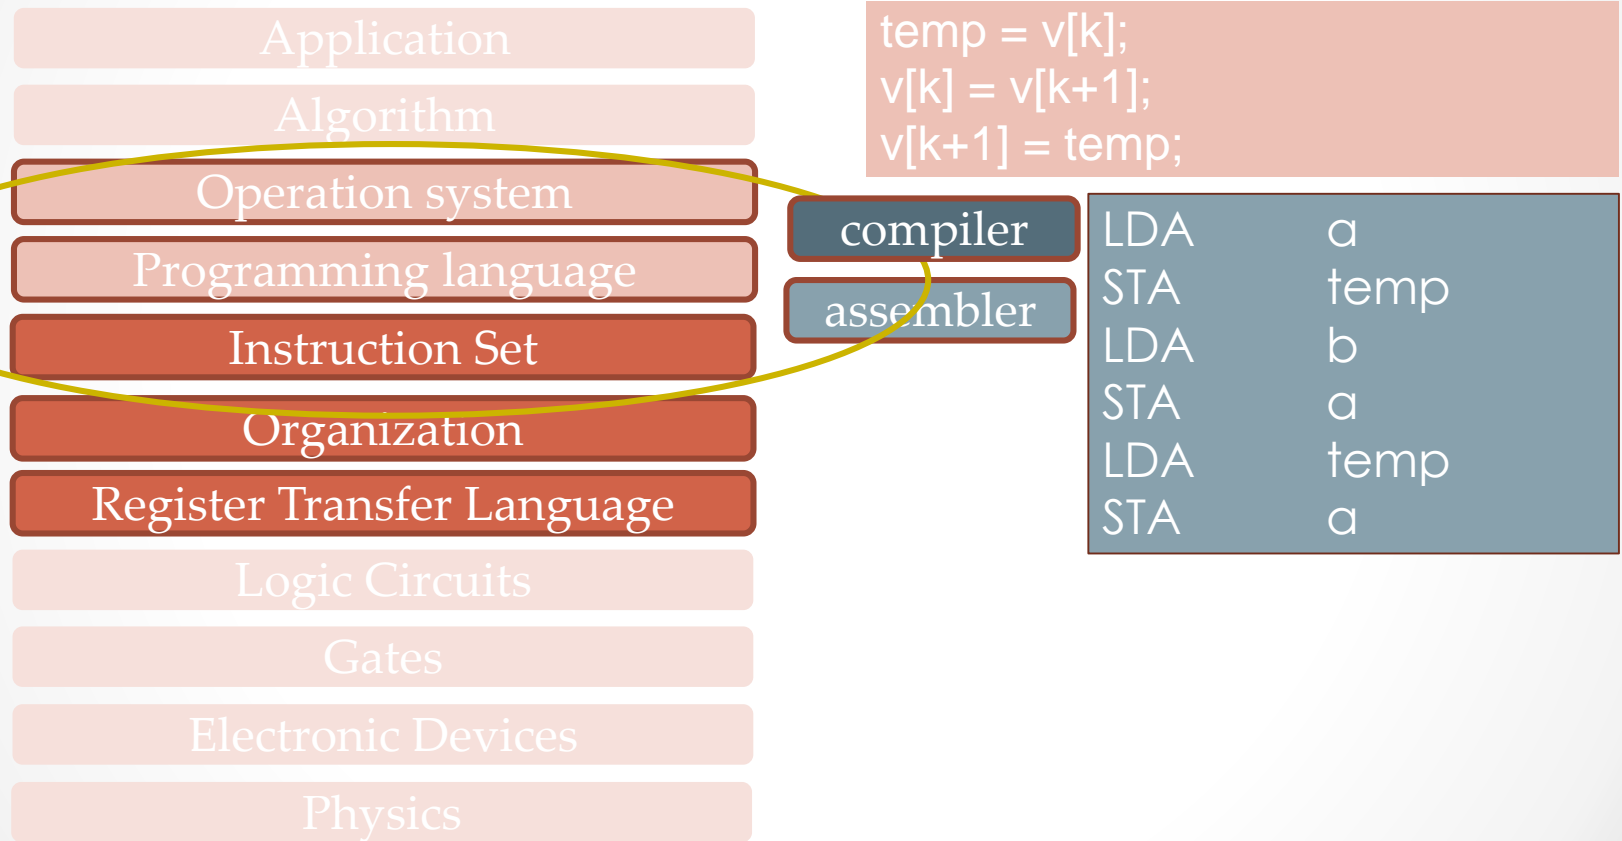 Application
Algorithm
Operation system
Programming language
Instruction Set
Organization
Register Transfer Language
Logic Circuits
Gates
Electronic Devices
Physics
compiler
assembler
temp = v[k];
v[k] = v[k+1];
v[k+1] = temp;
LDA a
STA temp
LDA b
STA a
LDA temp
STA a